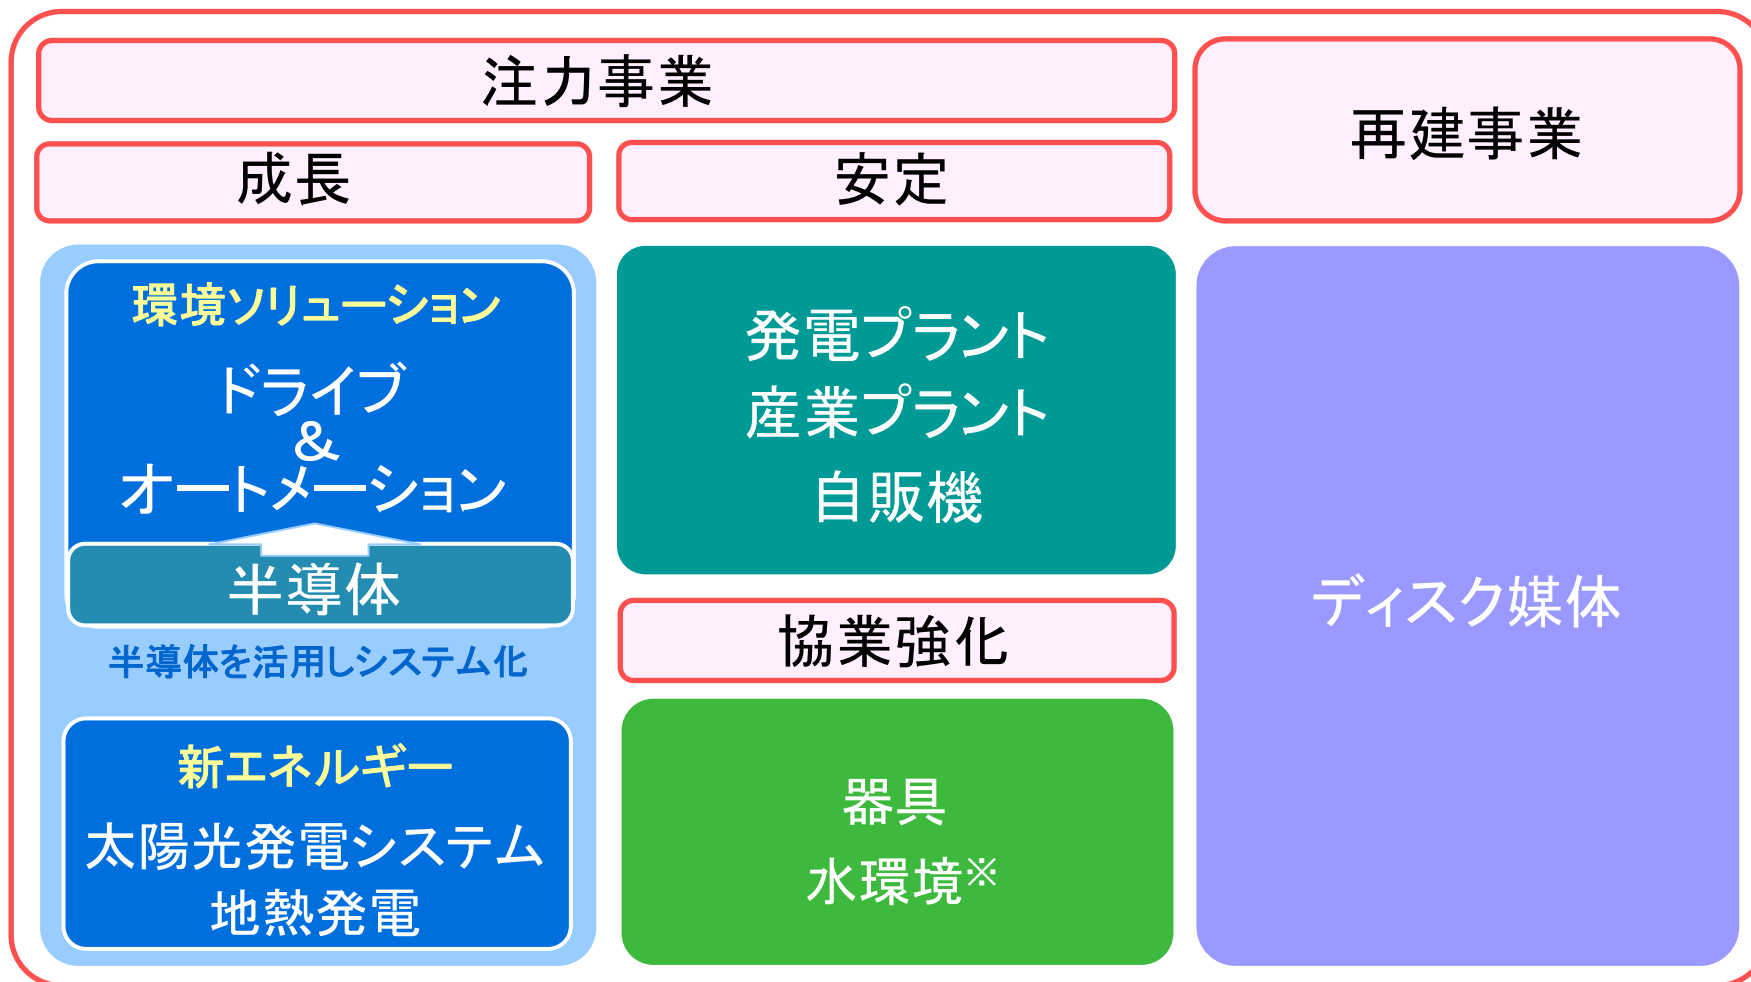 注力事業
再建事業
成長
安定
環境ソリューション
ドライブ
&
オートメーション
半導体
半導体を活用しシステム化
新エネルギー
太陽光発電システム
地熱発電
発電プラント
産業プラント
自販機
協業強化
器具
水環境※
ディスク媒体